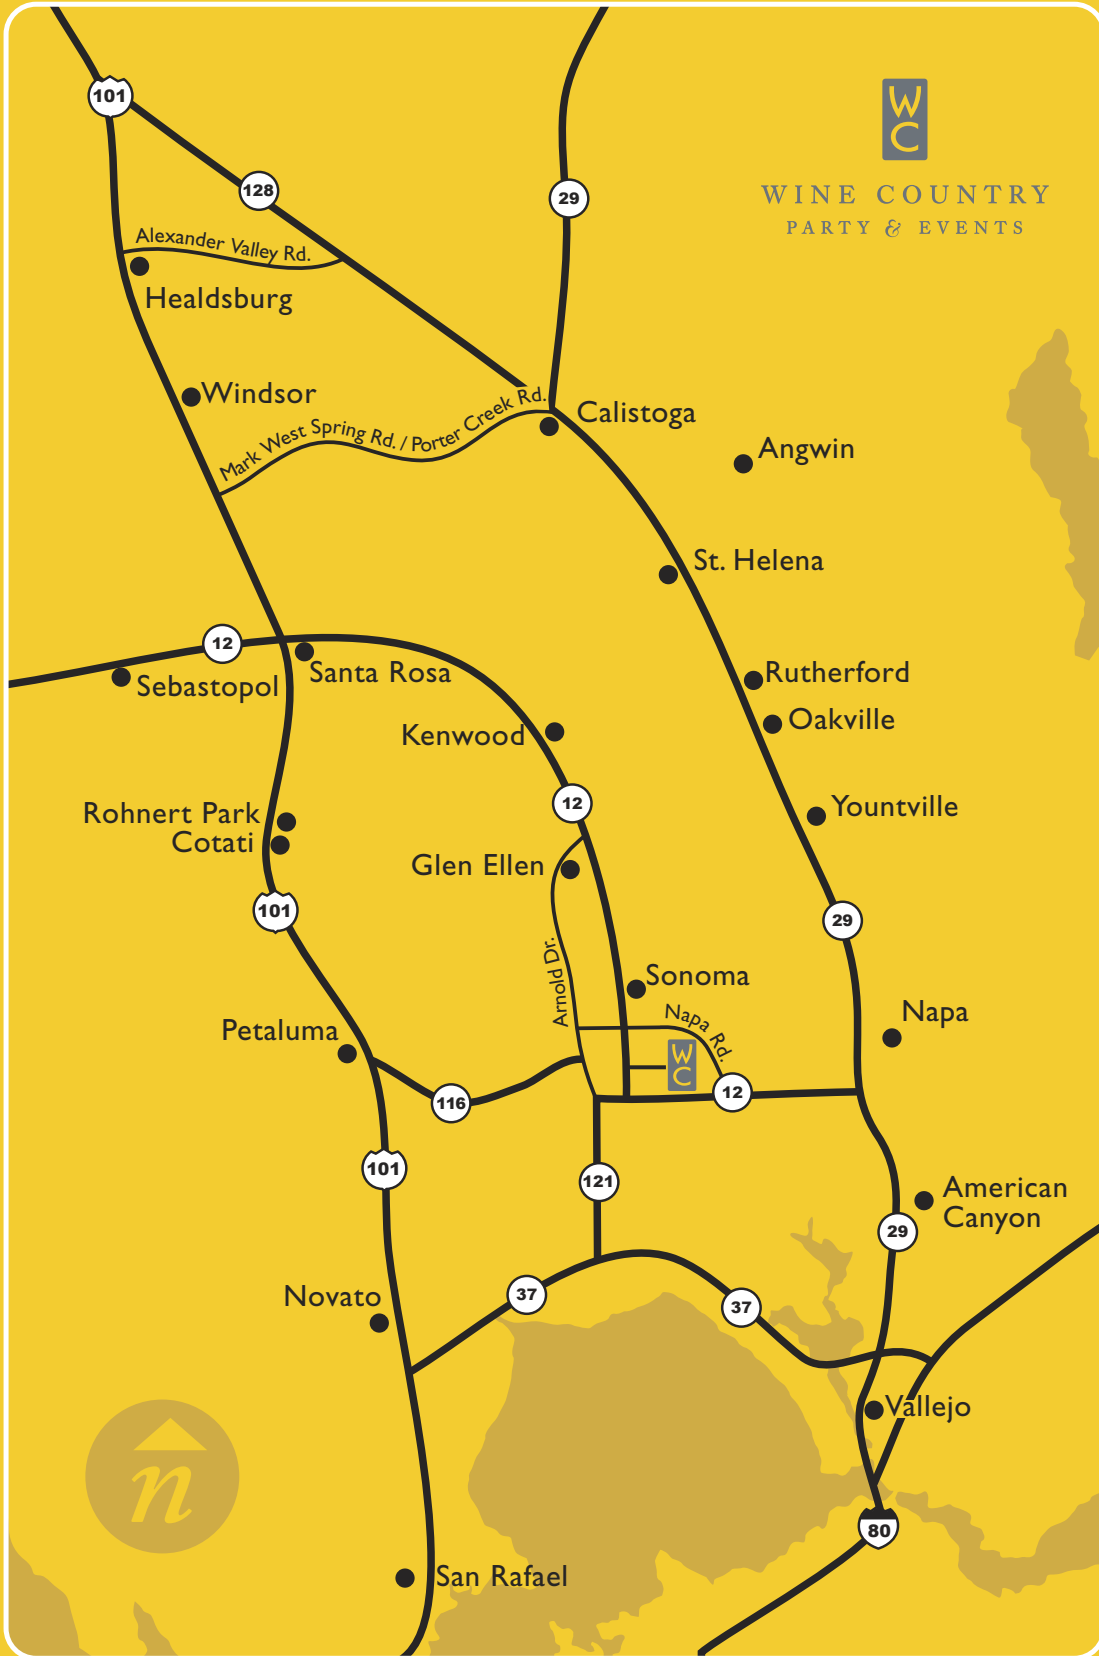 101
128
29
W
C
WINE COUNTRY
PARTY & EVENTS
Alexander Valley Rd.
Healdsburg
Windsor
Mark West Spring Rd. / Porter Creek Rd.
Calistoga
Angwin
St. Helena
12
Sebastopol
Santa Rosa
Rutherford
Oakville
Kenwood
12
Rohnert Park
Cotati
Yountville
Glen Ellen
101
29
Arnold Dr.
Sonoma
Napa Rd.
Napa
Petaluma
W
C
12
116
101
121
American
Canyon
29
Novato
37
37
Vallejo
n
80
San Rafael